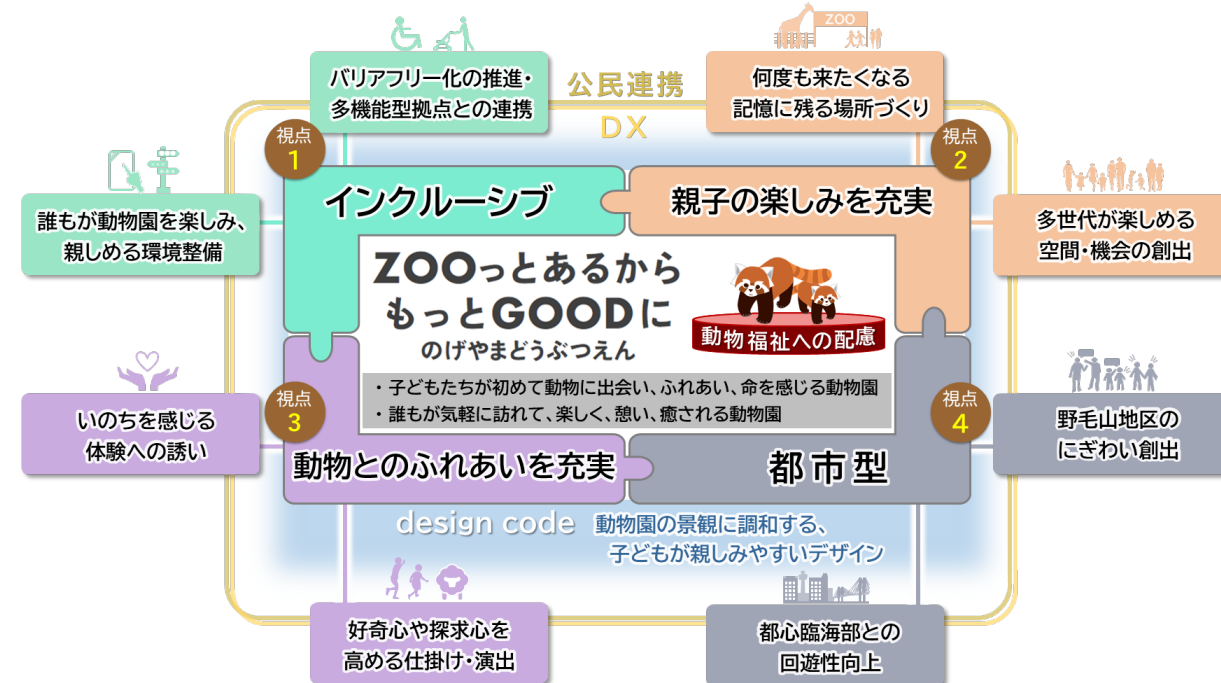 バリアフリー化の推進・
多機能型拠点との連携
公民連携
DX
ZOO
何度も来たくなる
記憶に残る場所づくり
視点
1
視点
2
誰もが動物園を楽しみ、
親しめる環境整備
インクルーシブ
親子の楽しみを充実
多世代が楽しめる
空間・機会の創出
ZOOっとあるから
もっとGOODに
のげやまどうぶつえん
動物福祉への配慮
・子どもたちが初めて動物に出会い、ふれあい、命を感じる動物園
・誰もが気軽に訪れて、楽しく、憩い、癒される動物園
いのちを感じる
体験への誘い
視点
3
視点
4
野毛山地区の
にぎわい創出
動物とのふれあいを充実
都市型
design code
動物園の景観に調和する、
子どもが親しみやすいデザイン
好奇心や探求心を
高める仕掛け・演出
都心臨海部との
回遊性向上